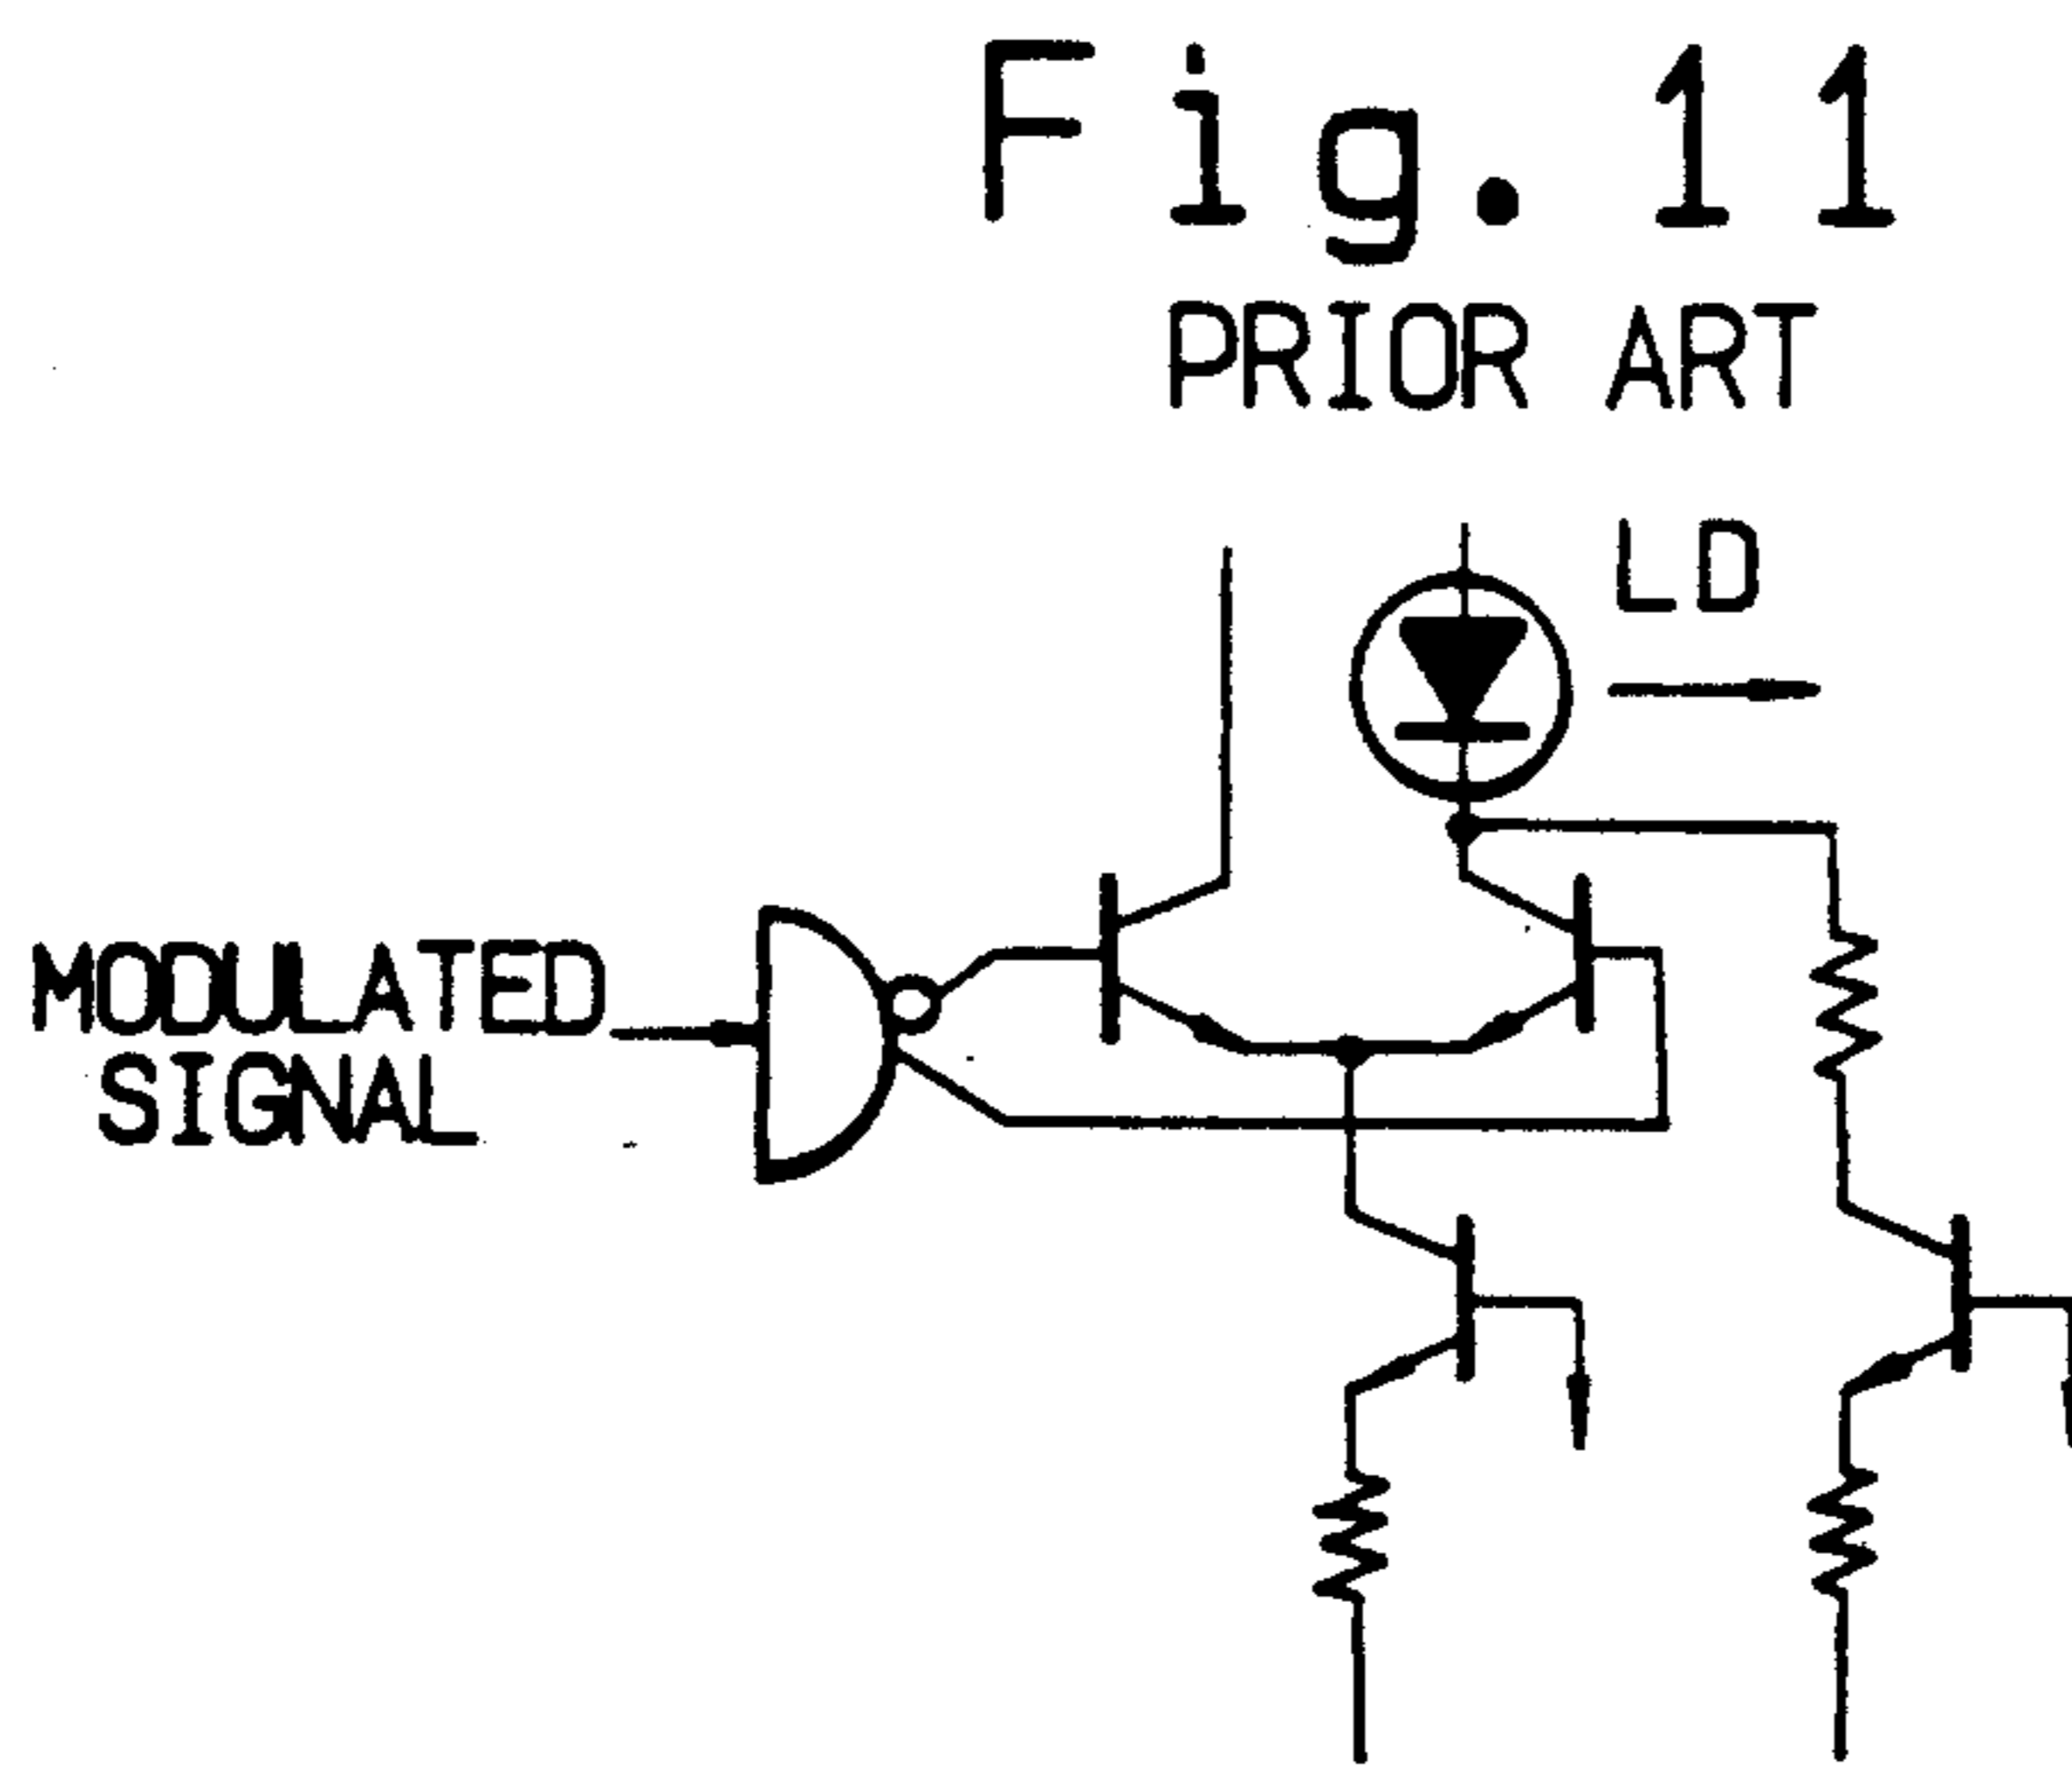 Fig. 11
PRIOR ART
LD
MODULATED
SIGNAL